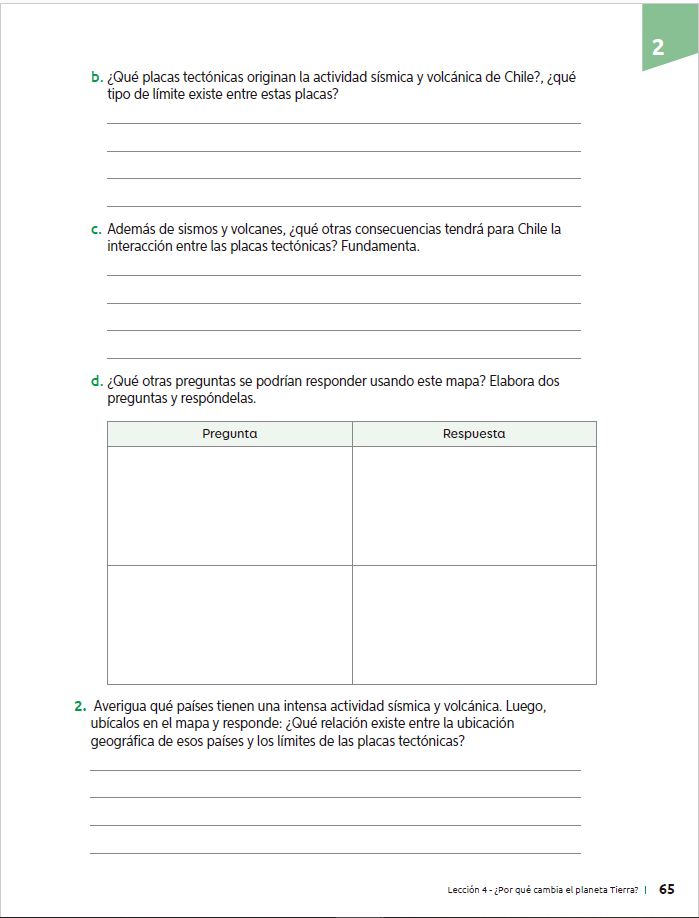 2
b. ¿Qué placas tectónicas originan la actividad sísmica y volcánica de Chile?, ¿qué
tipo de límite existe entre estas placas?
c. Además de sismos y volcanes, ¿qué otras consecuencias tendrá para Chile la
interacción entre las placas tectónicas? Fundamenta.
d. ¿Qué otras preguntas se podrían responder usando este mapa? Elabora dos
preguntas y respóndelas.
Pregunta Respuesta
2. Averigua qué países tienen una intensa actividad sísmica y volcánica. Luego,
ubícalos en el mapa y responde: ¿Qué relación existe entre la ubicación
geográfica de esos países y los límites de las placas tectónicas?
Lección 4 - ¿Por qué cambia el planeta Tierra? | 65